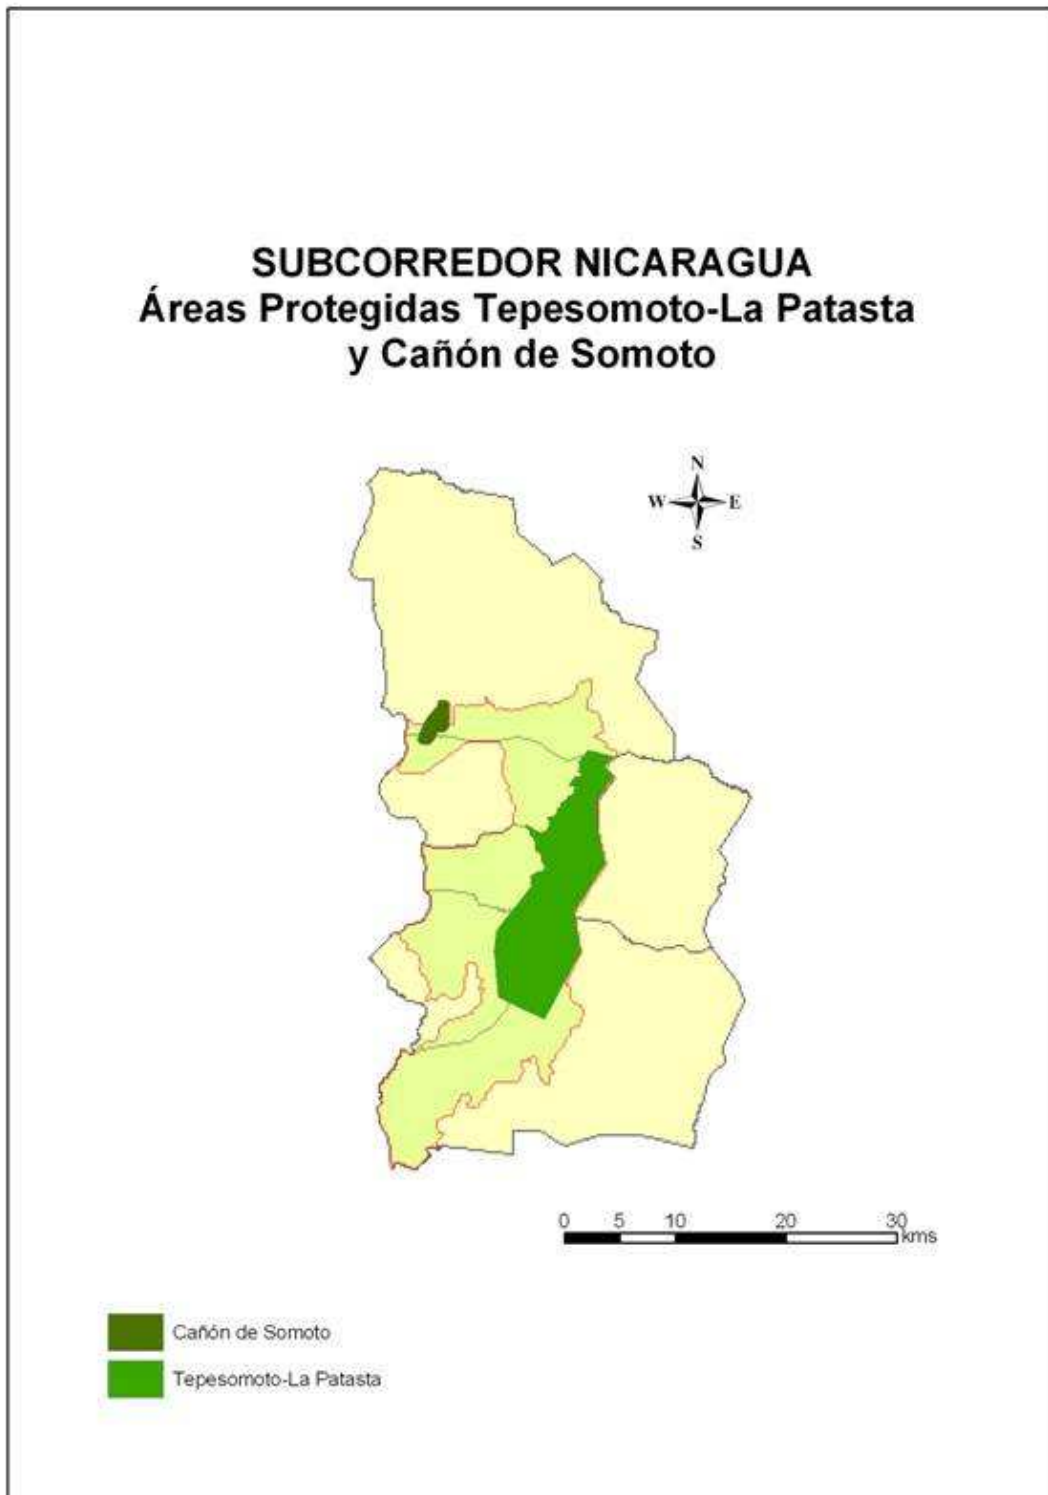 SUBCORREDOR NICARAGUA
Áreas Protegidas Tepesomoto-La Patasta
y Cañón de Somoto
N
W E
S
0 5 10 20 30
kms
Cañón de Somoto
Tepesomoto-La Patasta